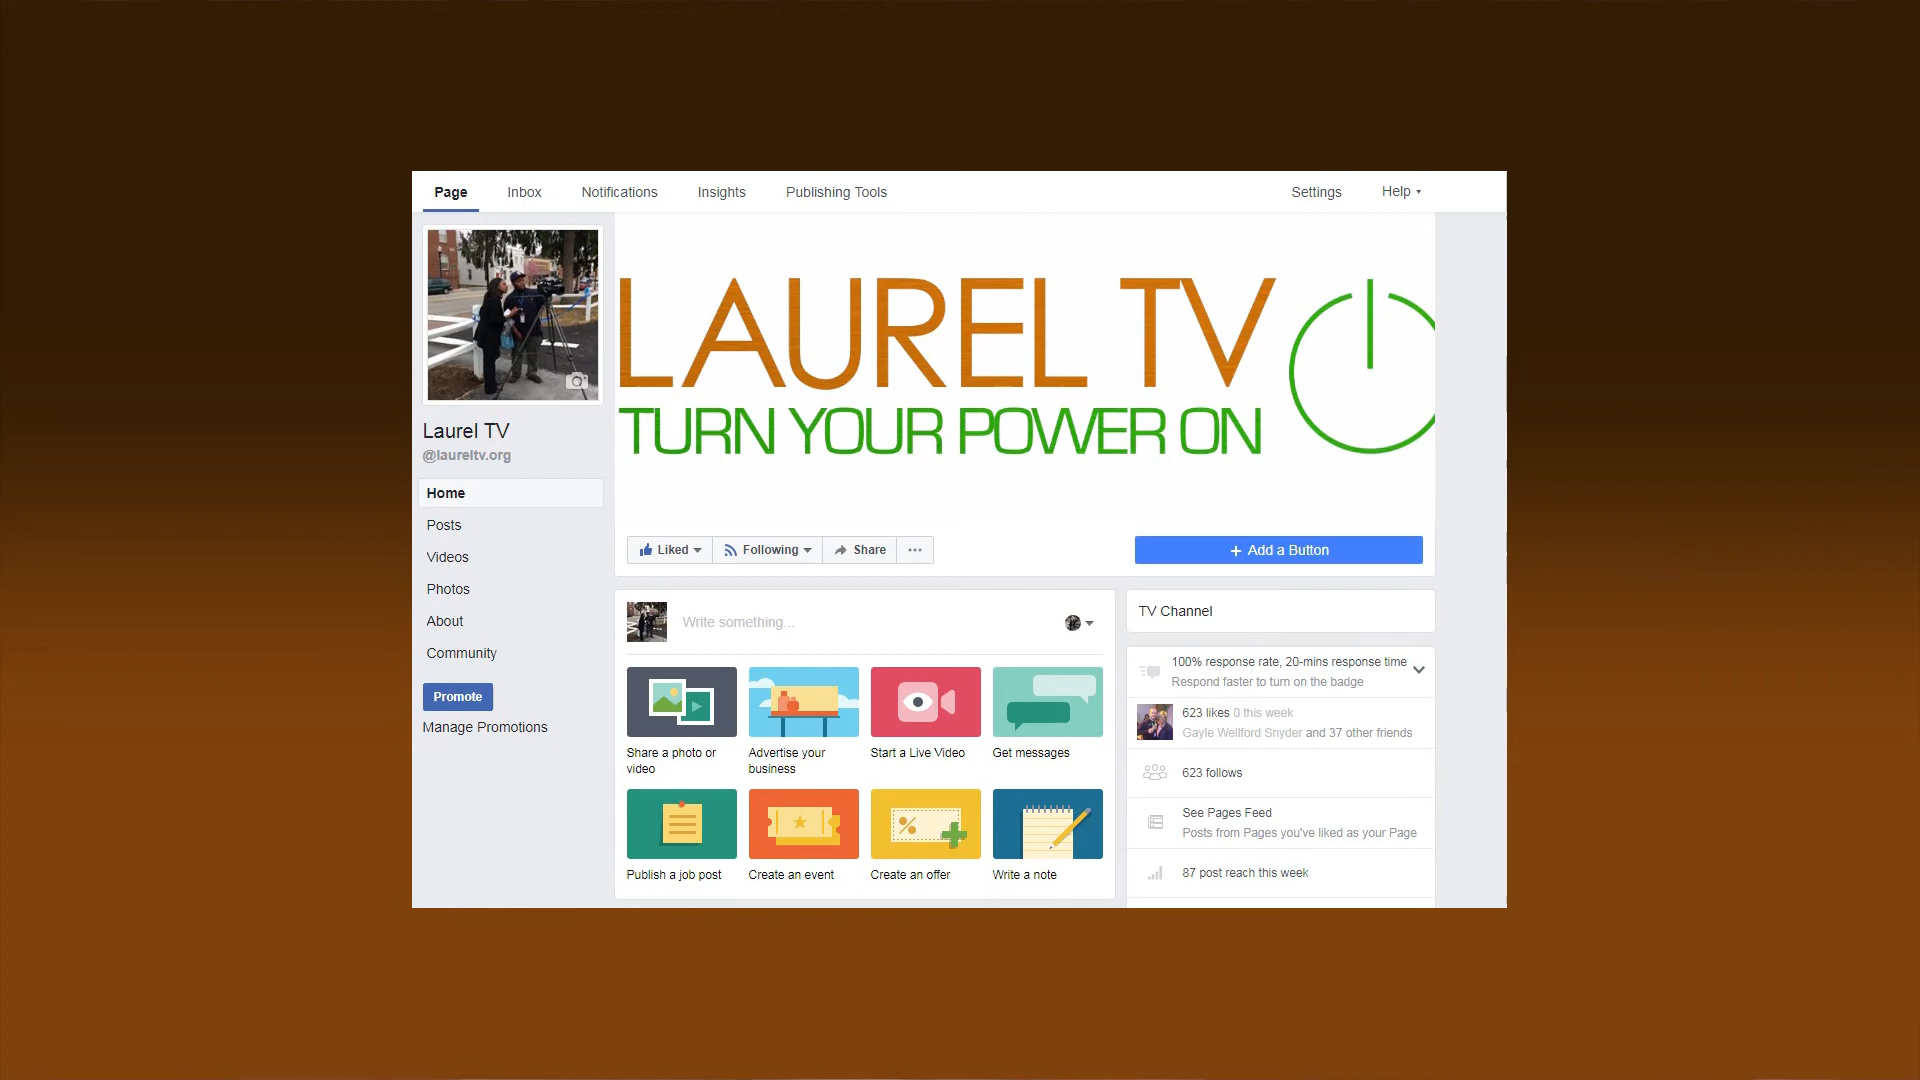 Page
Inbox
Notifications
Insights
Publishing Tools
Settings
Help
LAUREL TV
TURN YOUR POWER ON
Laurel TV
@laureltv.org
Home
Posts
Videos
Photos
About
Community
Promote
Manage Promotions
Liked
Following
Share
+ Add a Button
Write something...
Share a photo or
video
Advertise your
business
Start a Live Video
Get messages
Publish a job post
Create an event
Create an offer
Write a note
TV Channel
100% response rate, 20-mins response time
Respond faster to turn on the badge
623 likes 0 this week
Gayle Wellford Snyder and 37 other friends
623 follows
See Pages Feed
Posts from Pages you've liked as your Page
87 post reach this week